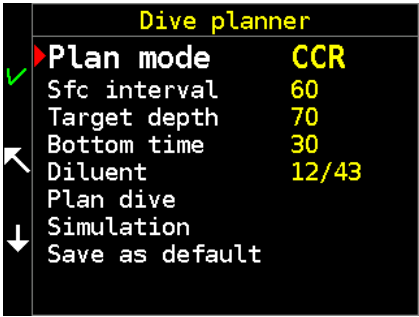 Dive planner
Plan mode CCR
Sfc interval 60
Target depth 70
Bottom time 30
Diluent 12/43
Plan dive
Simulation
Save as default